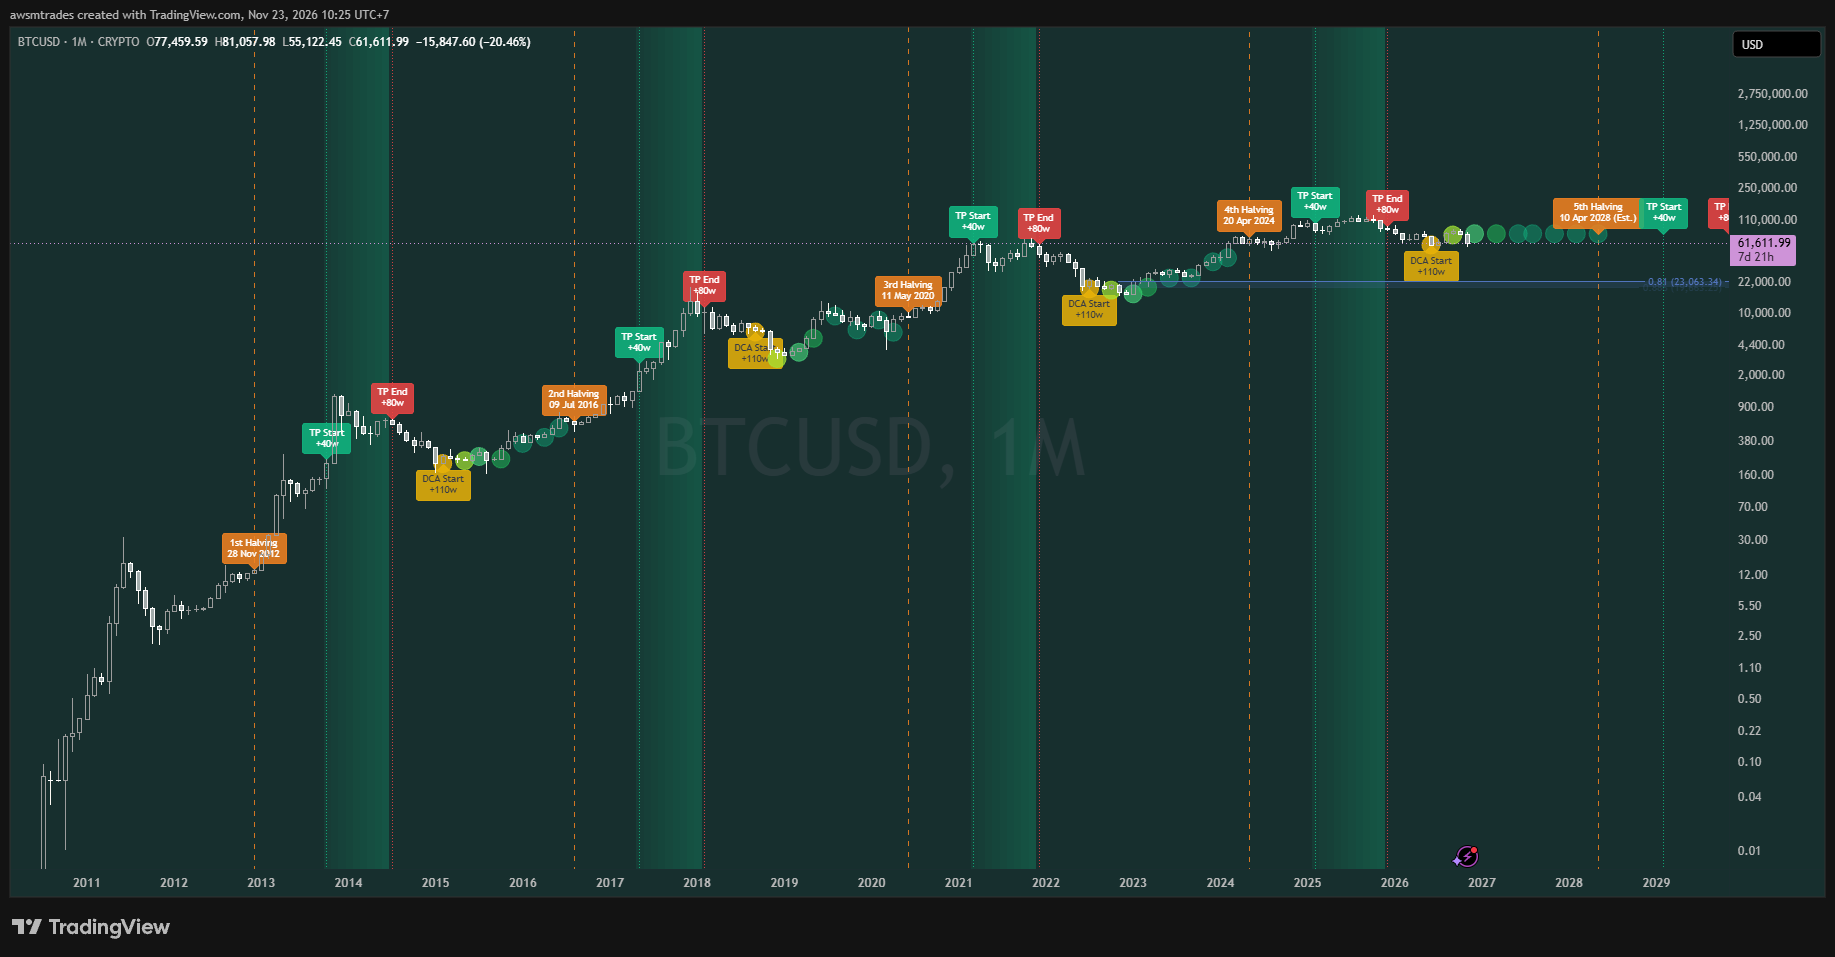 awsmtrades created with TradingView.com, Nov 23, 2026 10:25 UTC+7
BTCUSD · 1M · CRYPTO O77,459.59 H81,057.98 L55,122.45 C61,611.99 −15,847.60 (−20.46%)
USD
2,750,000.00
1,250,000.00
550,000.00
250,000.00
110,000.00
61,611.99
7d 21h
22,000.00
10,000.00
4,400.00
2,000.00
900.00
380.00
160.00
70.00
30.00
12.00
5.50
2.50
1.10
0.50
0.22
0.10
0.04
0.01
1st Halving
28 Nov 2012
TP Start
+40w
TP End
+80w
DCA Start
+110w
2nd Halving
09 Jul 2016
TP Start
+40w
TP End
+80w
DCA Start
+110w
3rd Halving
11 May 2020
TP Start
+40w
TP End
+80w
DCA Start
+110w
4th Halving
20 Apr 2024
TP Start
+40w
TP End
+80w
DCA Start
+110w
5th Halving
10 Apr 2028 (Est.)
TP Start
+40w
TP
+8
0.81 (23,063.34)
BTCUSD, 1M
2011 2012 2013 2014 2015 2016 2017 2018 2019 2020 2021 2022 2023 2024 2025 2026 2027 2028 2029
TradingView